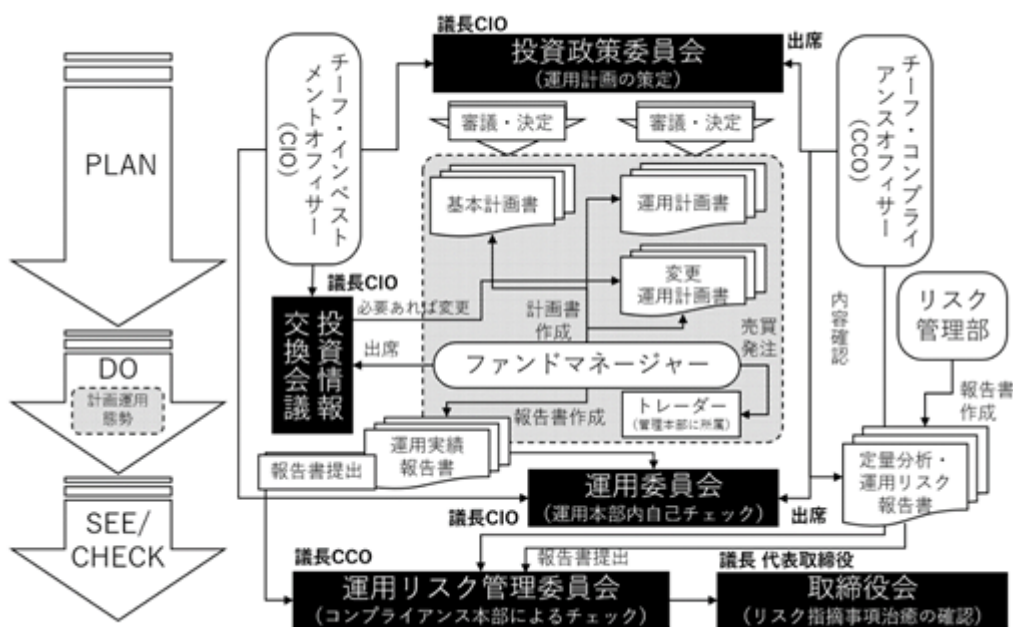 議長CIO
投資政策委員会
(運用計画の策定)
出席
チーフ・インベスト
メントオフィサー
(CIO)
チーフ・コンプライ
アンスオフィサー
(CCO)
PLAN
審議・決定
審議・決定
基本計画書
運用計画書
変更
運用計画書
議長CIO
必要あれば変更
投資情報
交換会議
計画書
作成
売買
発注
内容確認
リスク
管理部
DO
計画運用
態勢
出席
ファンドマネージャー
報告書作成
トレーダー
(管理本部に所属)
報告書
作成
運用実績
報告書
報告書提出
定量分析・
運用リスク
報告書
SEE/
CHECK
運用委員会
(運用本部内自己チェック)
議長CIO
出席
議長CCO
報告書提出
議長 代表取締役
運用リスク管理委員会
(コンプライアンス本部によるチェック)
取締役会
(リスク指摘事項治癒の確認)